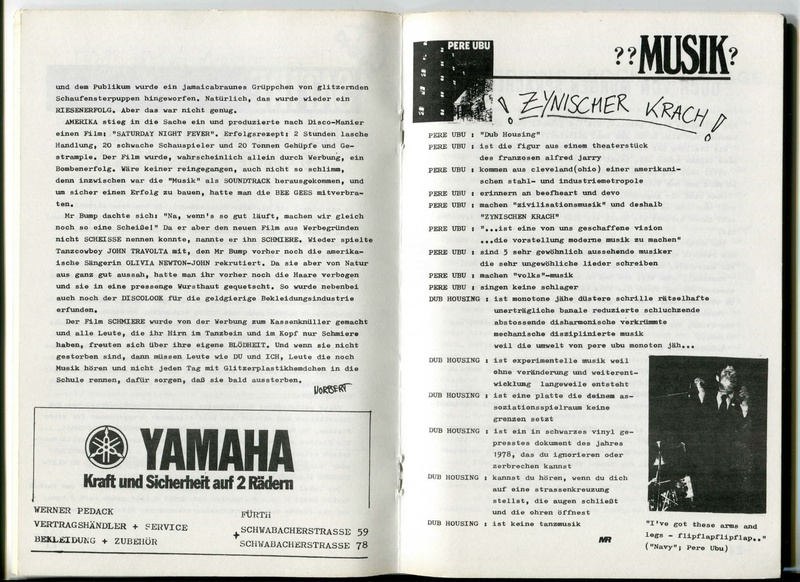 und dem Publikum wurde ein jamaicabraunes Grüppchen von glitzernden
Schaufensterpuppen hingeworfen. Natürlich, das wurde wieder ein
RIESENERFOLG. Aber das war nicht genug.
AMERIKA stieg in die Sache ein und produzierte nach Disco-Manier
einen Film: "SATURDAY NIGHT FEVER". Erfolgsrezept: 2 Stunden lasche
Handlung, 20 schwache Schauspieler und 20 Tonnen Gehüpfe und Ge-
strample. Der Film wurde, wahrscheinlich allein durch Werbung, ein
Bombenerfolg. Wäre keiner reingegangen, auch nicht so schlimm,
denn inzwischen war die "Musik" als SOUNDTRACK herausgekommen, und
um sicher einen Erfolg zu bauen, hatte man die BEE GEES mitverbra-
ten.
Mr Bump dachte sich: "Na, wenn's so gut läuft, machen wir gleich
noch so eine Scheiße!" Da er aber den neuen Film aus Werbegründen
nicht SCHEISSE nennen konnte, nannte er ihn SCHMIERE. Wieder spielte
Tanzcowboy JOHN TRAVOLTA mit, den Mr Bump vorher noch die amerika-
ische Sängerin OLIVIA NEWTON-JOHN rekrutiert. Da sie aber von Natur
aus ganz gut aussah, hatte man ihr vorher noch die Haare verbogen
und sie in eine pressenge Wursthaut gequetscht. So wurde nebenbei
auch noch der DISCOLOOK für die geldgierige Bekleidungsindustrie
erfunden.
Der Film SCHMIERE wurde von der Werbung zum Kassenknüller gemacht
und alle Leute, die ihr Hirn im Tanzbein und im Kopf nur Schmiere
haben, freuten sich über ihre eigene BLÖDHEIT. Und wenn sie nicht
gestorben sind, dann müssen Leute wie DU und ICH, Leute die noch
Musik hören und nicht jeden Tag mit Glitzerplastikhemdchen in die
Schule rennen, dafür sorgen, daß sie bald aussterben.
NORBERT
YAMAHA
Kraft und Sicherheit auf 2 Rädern
WERNER PEDACK
VERTRAGSHÄNDLER + SERVICE
BEKLEIDUNG + ZUBEHÖR
FÜRTH
SCHWABACHERSTRASSE 59
+
SCHWABACHERSTRASSE 78
PERE UBU
??MUSIK?
! ZYNISCHER KRACH !
PERE UBU : "Dub Housing"
PERE UBU : ist die figur aus einem theaterstück
des franzosen alfred jarry
PERE UBU : kommen aus cleveland(ohio) einer amerikani-
schen stahl- und industriemetropole
PERE UBU : erinnern an beefheart und devo
PERE UBU : machen "zivilisationsmusik" und deshalb
"ZYNISCHEN KRACH"
PERE UBU : "...ist eine von uns geschaffene vision
...die vorstellung moderne musik zu machen"
PERE UBU : sind 5 sehr gewöhnlich aussehende musiker
die sehr ungewöhliche lieder schreiben
PERE UBU : machen "volks"-musik
PERE UBU : singen keine schlager
DUB HOUSING : ist monotone jähe düstere schrille rätselhafte
unerträgliche banale reduzierte schluchzende
abstossende disharmonische verkrümmte
mechanische disziplinierte musik
weil die umwelt von pere ubu monoton jäh...
DUB HOUSING : ist experimentelle musik weil
ohne veränderung und weiterent-
wicklung langeweile entsteht
DUB HOUSING : ist eine platte die deinem as-
soziationsspielraum keine
grenzen setzt
DUB HOUSING : ist ein in schwarzes vinyl ge-
presstes dokument des jahres
1978, das du ignorieren oder
zerbrechen kannst
DUB HOUSING : kannst du hören, wenn du dich
auf eine strassenkreuzung
stellst, die augen schließt
und die ohren öffnest
DUB HOUSING : ist keine tanzmusik
MR
"I've got these arms and
legs - flipflapflipflap.."
("Navy"; Pere Ubu)